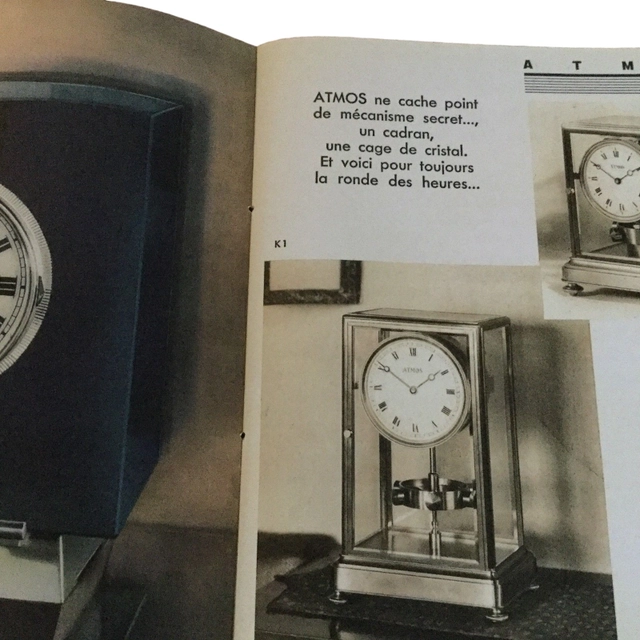 ATMOS ne cache point
de mécanisme secret...,
un cadran,
une cage de cristal.
Et voici pour toujours
la ronde des heures...
A T M
K1
ATMOS